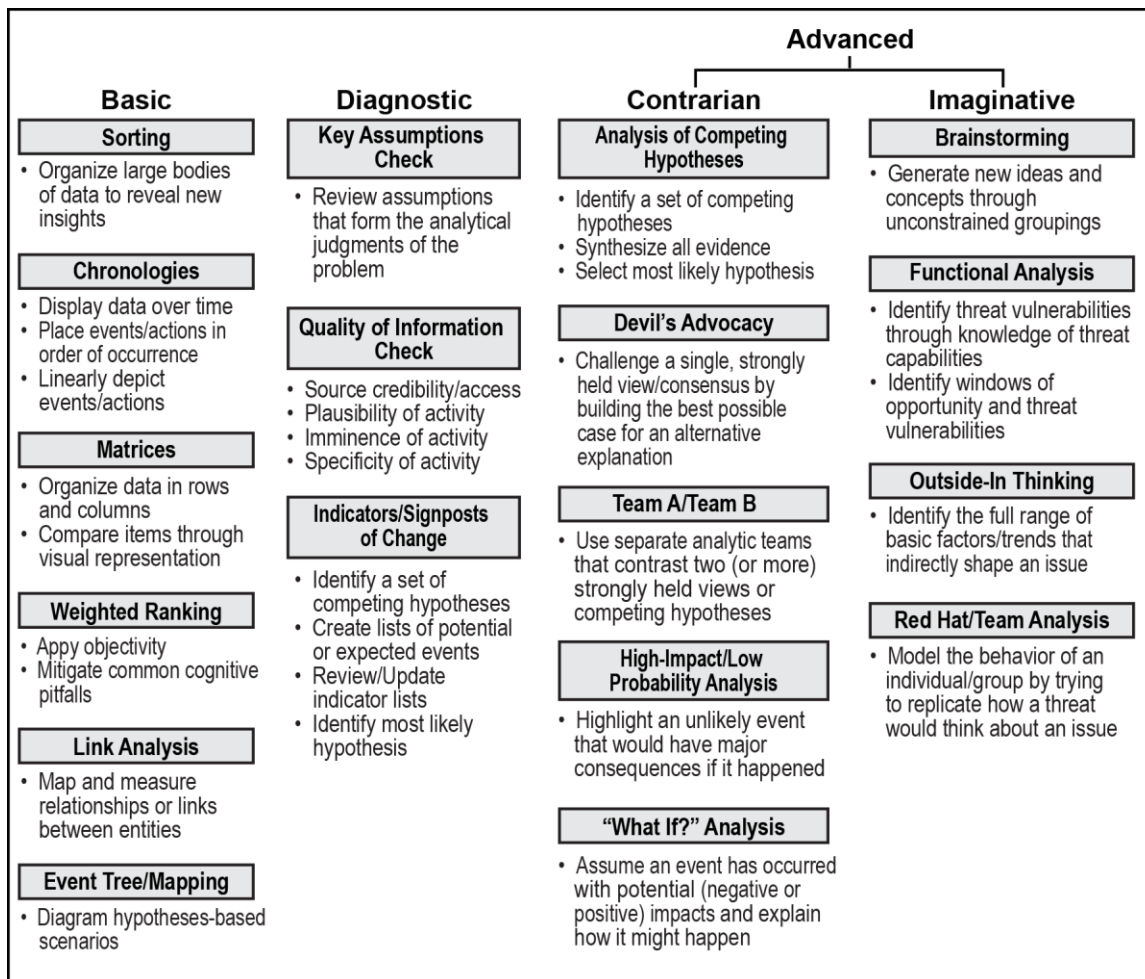 Advanced
Basic
Sorting
• Organize large bodies
of data to reveal new
insights
Chronologies
• Display data over time
• Place events/actions in
order of occurrence
• Linearly depict
events/actions
Matrices
• Organize data in rows
and columns
• Compare items through
visual representation
Weighted Ranking
• Appy objectivity
• Mitigate common cognitive
pitfalls
Link Analysis
• Map and measure
relationships or links
between entities
Event Tree/Mapping
• Diagram hypotheses-based
scenarios
Diagnostic
Key Assumptions
Check
• Review assumptions
that form the analytical
judgments of the
problem
Quality of Information
Check
• Source credibility/access
• Plausibility of activity
• Imminence of activity
• Specificity of activity
Indicators/Signposts
of Change
• Identify a set of
competing hypotheses
• Create lists of potential
or expected events
• Review/Update
indicator lists
• Identify most likely
hypothesis
Contrarian
Analysis of Competing
Hypotheses
• Identify a set of competing
hypotheses
• Synthesize all evidence
• Select most likely hypothesis
Devil's Advocacy
• Challenge a single, strongly
held view/consensus by
building the best possible
case for an alternative
explanation
Team A/Team B
• Use separate analytic teams
that contrast two (or more)
strongly held views or
competing hypotheses
High-Impact/Low
Probability Analysis
• Highlight an unlikely event
that would have major
consequences if it happened
“What If?” Analysis
• Assume an event has occurred
with potential (negative or
positive) impacts and explain
how it might happen
Imaginative
Brainstorming
• Generate new ideas and
concepts through
unconstrained groupings
Functional Analysis
• Identify threat vulnerabilities
through knowledge of threat
capabilities
• Identify windows of
opportunity and threat
vulnerabilities
Outside-In Thinking
• Identify the full range of
basic factors/trends that
indirectly shape an issue
Red Hat/Team Analysis
• Model the behavior of an
individual/group by trying
to replicate how a threat
would think about an issue